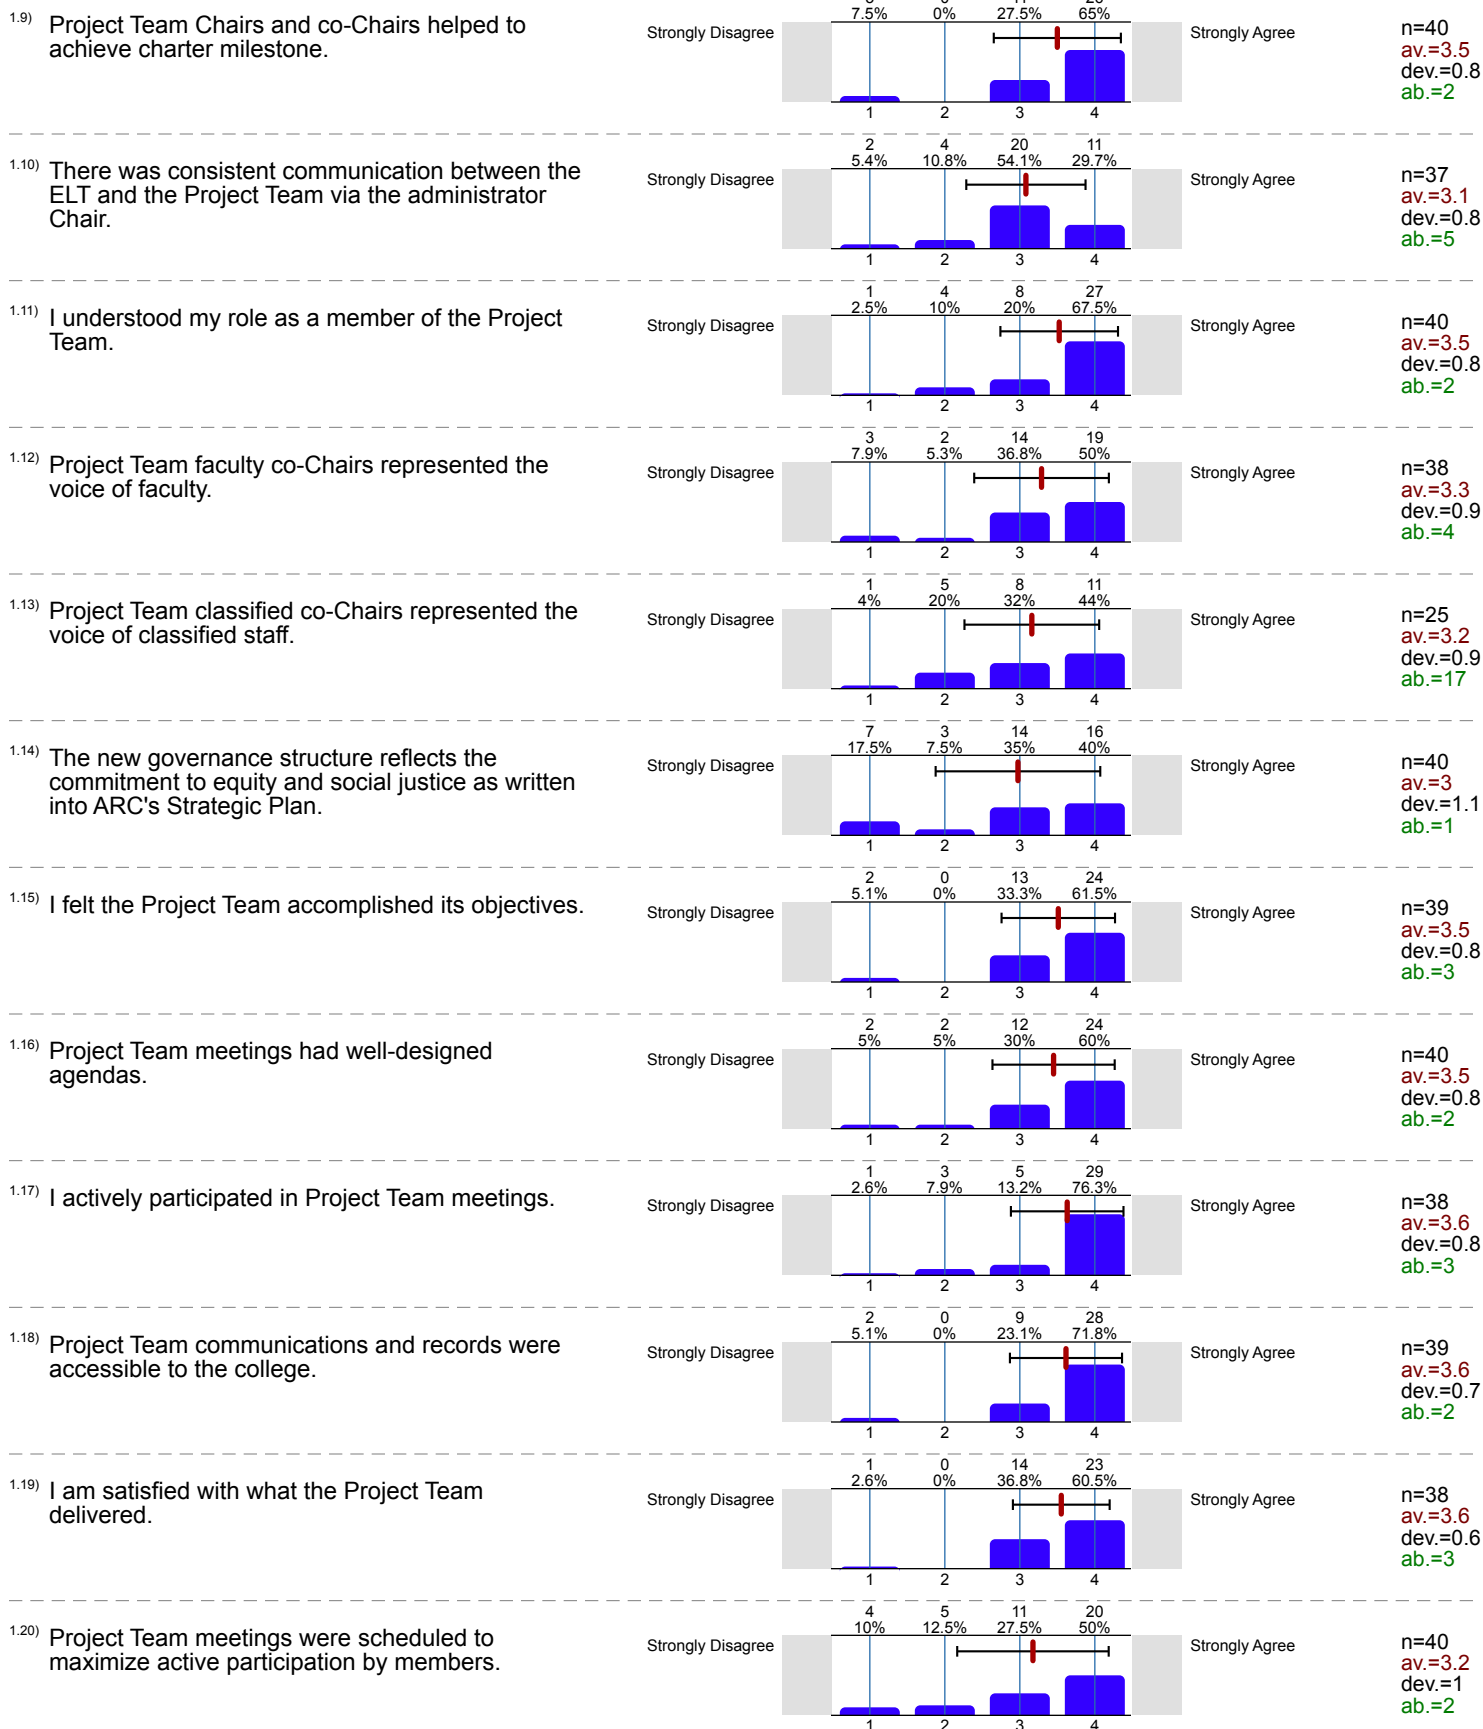 1.9) Project Team Chairs and co-Chairs helped to
achieve charter milestone.
Strongly Disagree
7.5% 0% 27.5% 65%
1 2 3 4
Strongly Agree
n=40
av.=3.5
dev.=0.8
ab.=2
1.10) There was consistent communication between the
ELT and the Project Team via the administrator
Chair.
Strongly Disagree
2 4 20 11
5.4% 10.8% 54.1% 29.7%
1 2 3 4
Strongly Agree
n=37
av.=3.1
dev.=0.8
ab.=5
1.11) I understood my role as a member of the Project
Team.
Strongly Disagree
1 4 8 27
2.5% 10% 20% 67.5%
1 2 3 4
Strongly Agree
n=40
av.=3.5
dev.=0.8
ab.=2
1.12) Project Team faculty co-Chairs represented the
voice of faculty.
Strongly Disagree
3 2 14 19
7.9% 5.3% 36.8% 50%
1 2 3 4
Strongly Agree
n=38
av.=3.3
dev.=0.9
ab.=4
1.13) Project Team classified co-Chairs represented the
voice of classified staff.
Strongly Disagree
1 5 8 11
4% 20% 32% 44%
1 2 3 4
Strongly Agree
n=25
av.=3.2
dev.=0.9
ab.=17
1.14) The new governance structure reflects the
commitment to equity and social justice as written
into ARC's Strategic Plan.
Strongly Disagree
7 3 14 16
17.5% 7.5% 35% 40%
1 2 3 4
Strongly Agree
n=40
av.=3
dev.=1.1
ab.=1
1.15) I felt the Project Team accomplished its objectives.
Strongly Disagree
2 0 13 24
5.1% 0% 33.3% 61.5%
1 2 3 4
Strongly Agree
n=39
av.=3.5
dev.=0.8
ab.=3
1.16) Project Team meetings had well-designed
agendas.
Strongly Disagree
2 2 12 24
5% 5% 30% 60%
1 2 3 4
Strongly Agree
n=40
av.=3.5
dev.=0.8
ab.=2
1.17) I actively participated in Project Team meetings.
Strongly Disagree
1 3 5 29
2.6% 7.9% 13.2% 76.3%
1 2 3 4
Strongly Agree
n=38
av.=3.6
dev.=0.8
ab.=3
1.18) Project Team communications and records were
accessible to the college.
Strongly Disagree
2 0 9 28
5.1% 0% 23.1% 71.8%
1 2 3 4
Strongly Agree
n=39
av.=3.6
dev.=0.7
ab.=2
1.19) I am satisfied with what the Project Team
delivered.
Strongly Disagree
1 0 14 23
2.6% 0% 36.8% 60.5%
1 2 3 4
Strongly Agree
n=38
av.=3.6
dev.=0.6
ab.=3
1.20) Project Team meetings were scheduled to
maximize active participation by members.
Strongly Disagree
4 5 11 20
10% 12.5% 27.5% 50%
1 2 3 4
Strongly Agree
n=40
av.=3.2
dev.=1
ab.=2